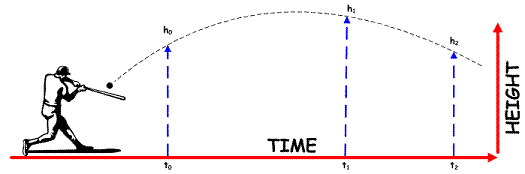 h₀
h₁
h₂
TIME
HEIGHT
t₀
t₁
t₂